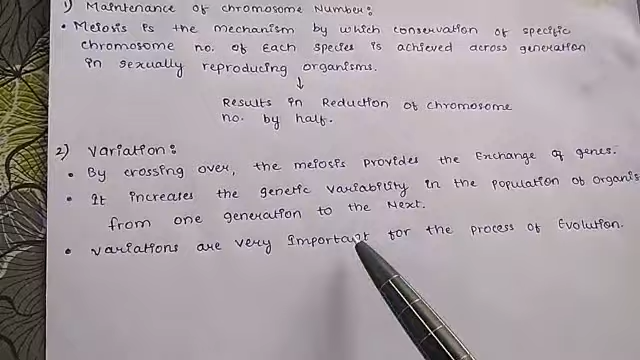 1) Maintenance of chromosome Number:
• Meiosis is the mechanism by which conservation of specific
chromosome no. of each species is achieved across generation
in sexually reproducing organisms.
↓
Results in Reduction of chromosome
no. by half.
2) Variation:
• By crossing over, the meiosis provides the Exchange of genes.
• It increases the genetic variability in the population of organis
from one generation to the Next.
• Variations are very Important for the process of Evolution.